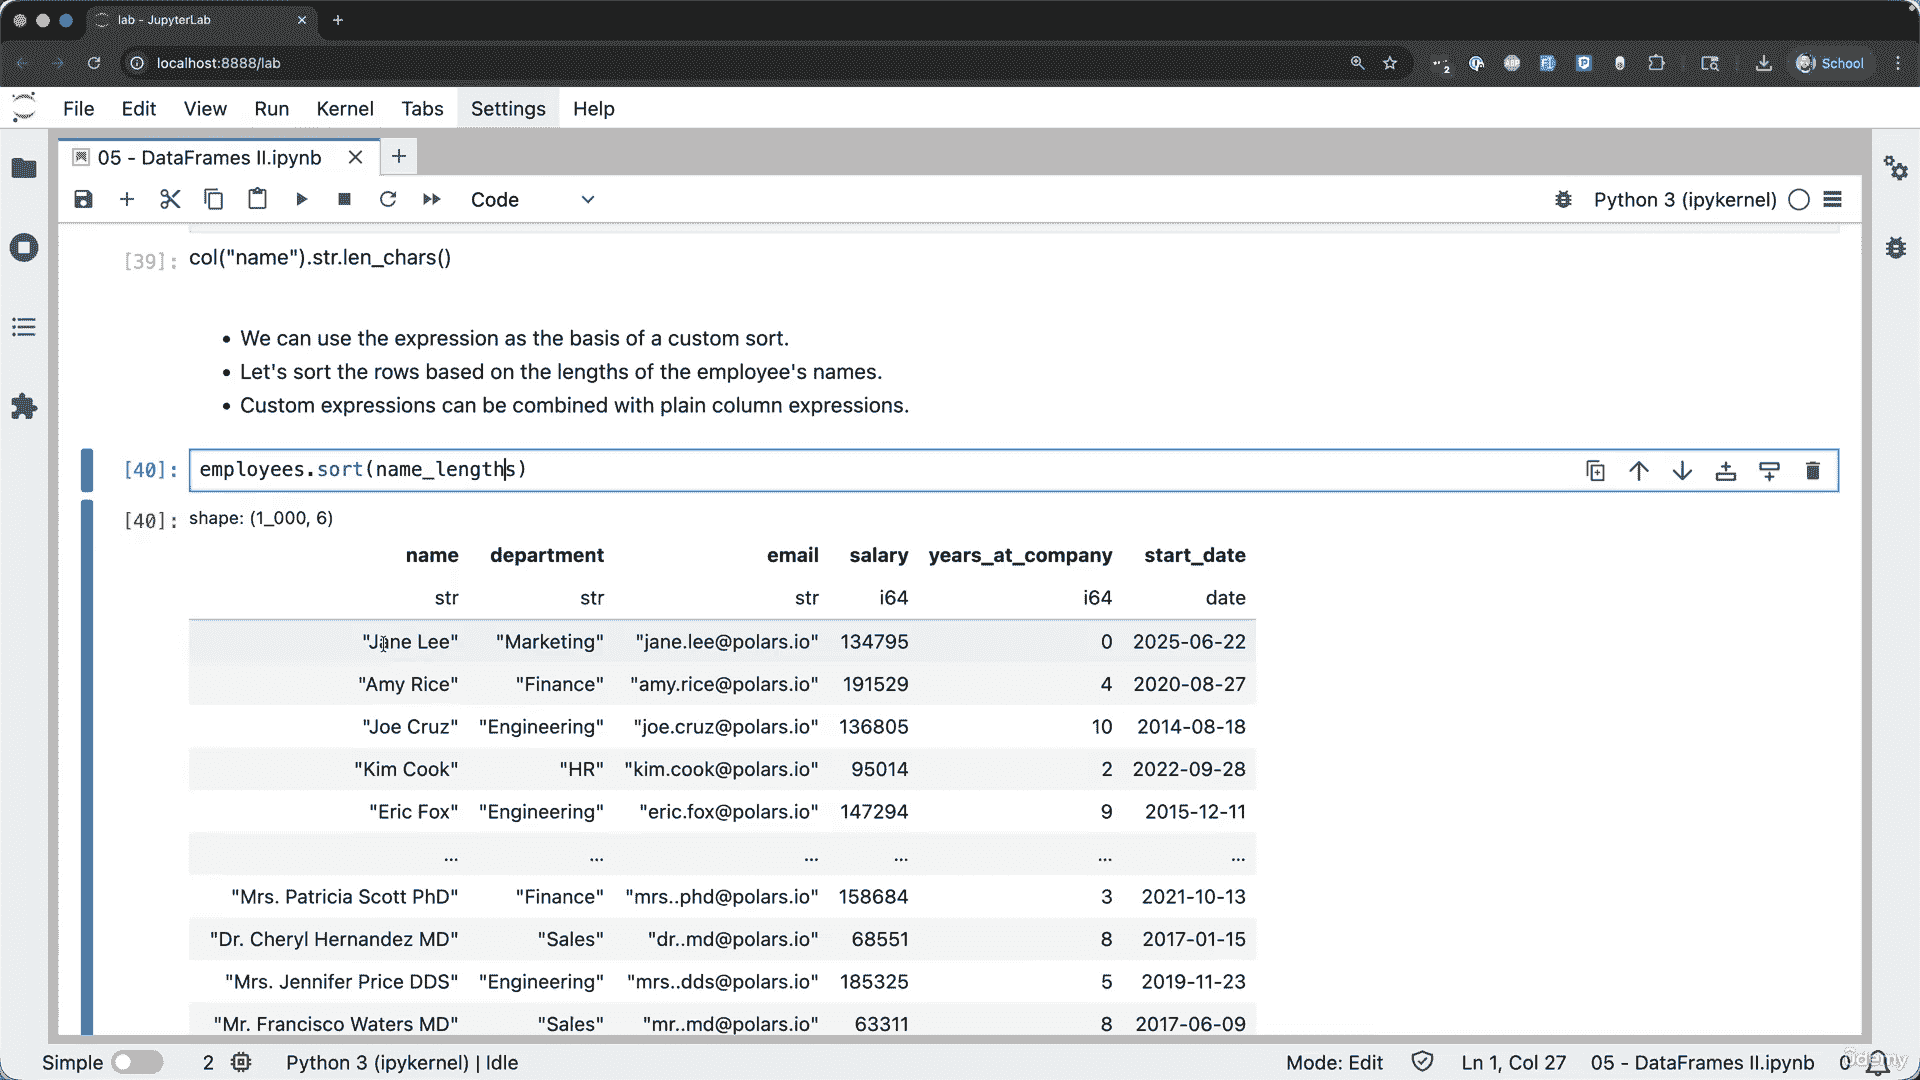 lab - JupyterLab
localhost:8888/lab
2
School
File Edit View Run Kernel Tabs Settings Help
05 - DataFrames II.ipynb
Code
Python 3 (ipykernel)
[39]: col("name").str.len_chars()
• We can use the expression as the basis of a custom sort.
• Let's sort the rows based on the lengths of the employee's names.
• Custom expressions can be combined with plain column expressions.
[40]: employees.sort(name_lengths)
[40]: shape: (1_000, 6)
name department email salary years_at_company start_date
str str str i64 i64 date
"Jane Lee" "Marketing" "jane.lee@polars.io" 134795 0 2025-06-22
"Amy Rice" "Finance" "amy.rice@polars.io" 191529 4 2020-08-27
"Joe Cruz" "Engineering" "joe.cruz@polars.io" 136805 10 2014-08-18
"Kim Cook" "HR" "kim.cook@polars.io" 95014 2 2022-09-28
"Eric Fox" "Engineering" "eric.fox@polars.io" 147294 9 2015-12-11
… … … … … …
"Mrs. Patricia Scott PhD" "Finance" "mrs..phd@polars.io" 158684 3 2021-10-13
"Dr. Cheryl Hernandez MD" "Sales" "dr..md@polars.io" 68551 8 2017-01-15
"Mrs. Jennifer Price DDS" "Engineering" "mrs..dds@polars.io" 185325 5 2019-11-23
"Mr. Francisco Waters MD" "Sales" "mr..md@polars.io" 63311 8 2017-06-09
Simple 2 Python 3 (ipykernel) | Idle Mode: Edit Ln 1, Col 27 05 - DataFrames II.ipynb 0
udemy